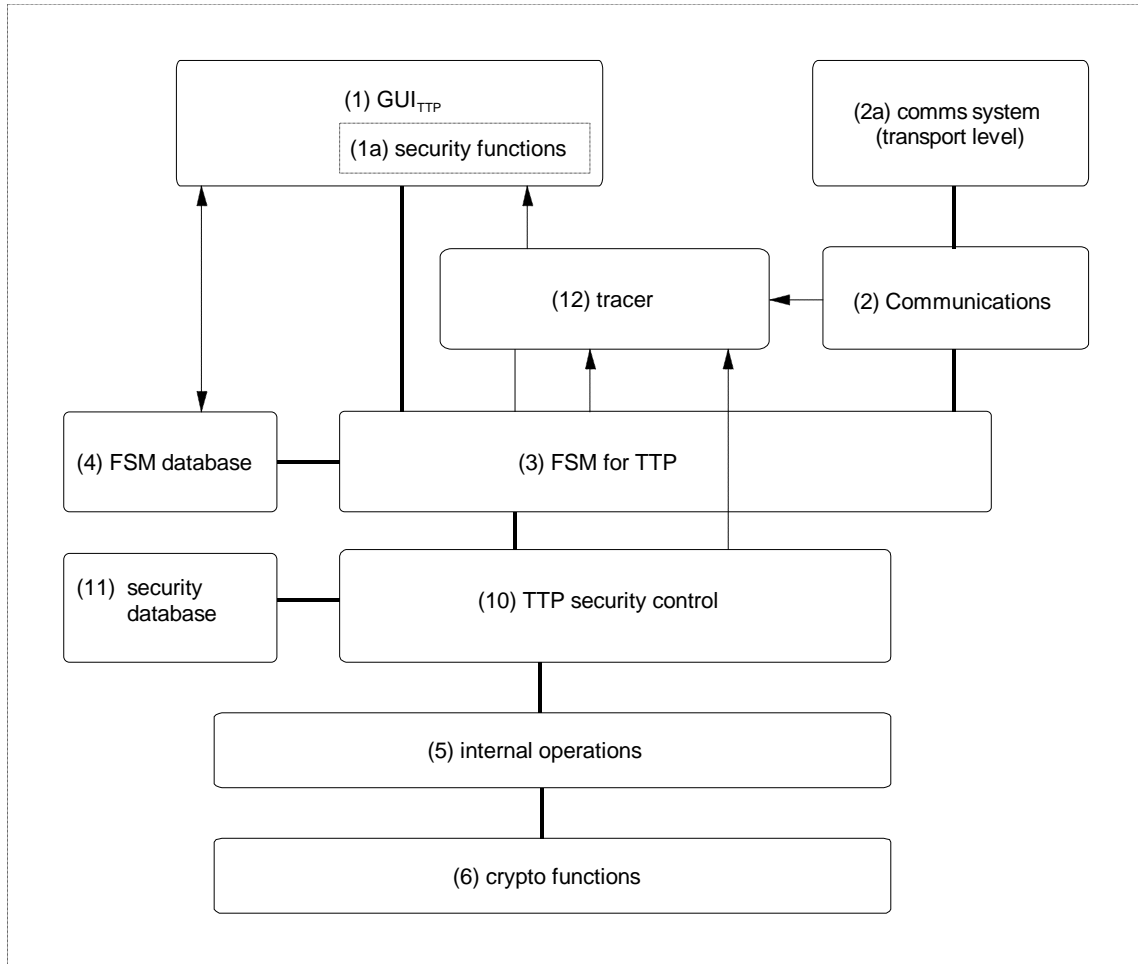 (1) GUITTP
(1a) security functions
(2a) comms system
(transport level)
(12) tracer
(2) Communications
(4) FSM database
(3) FSM for TTP
(11) security
database
(10) TTP security control
(5) internal operations
(6) crypto functions